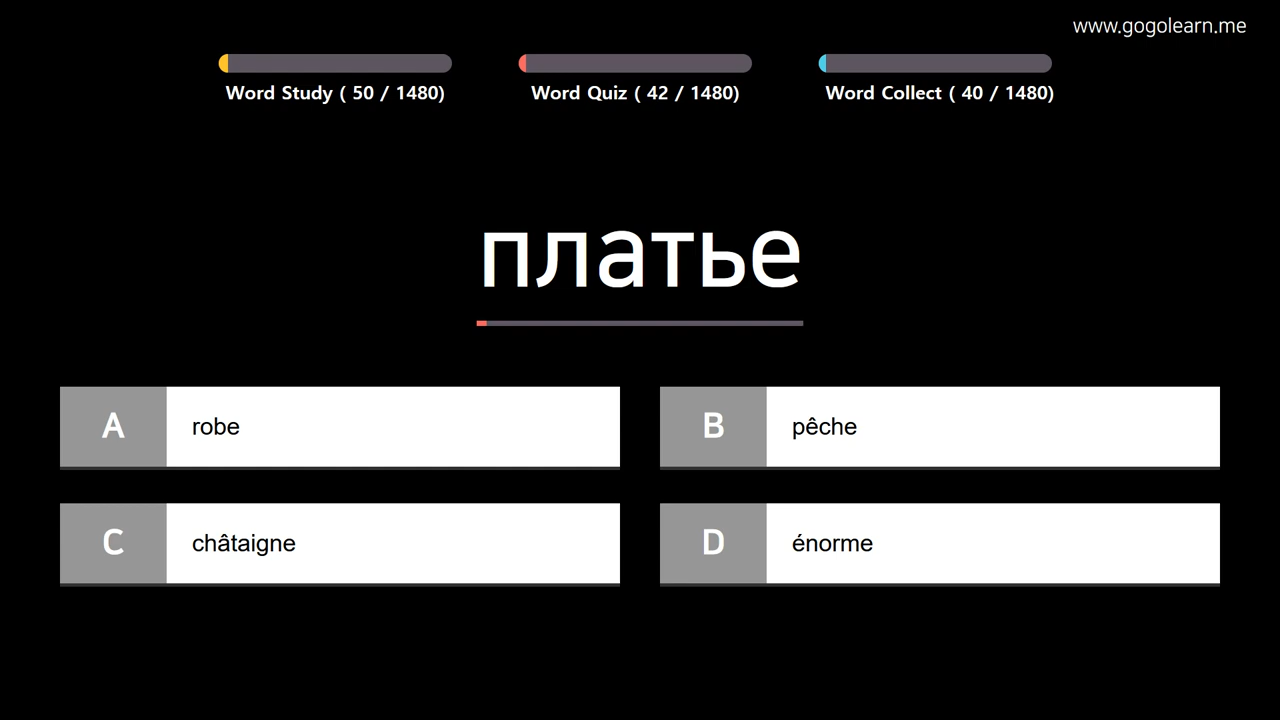 www.gogolearn.me
Word Study ( 50 / 1480)
Word Quiz ( 42 / 1480)
Word Collect ( 40 / 1480)
платье
A robe
B pêche
C châtaigne
D énorme